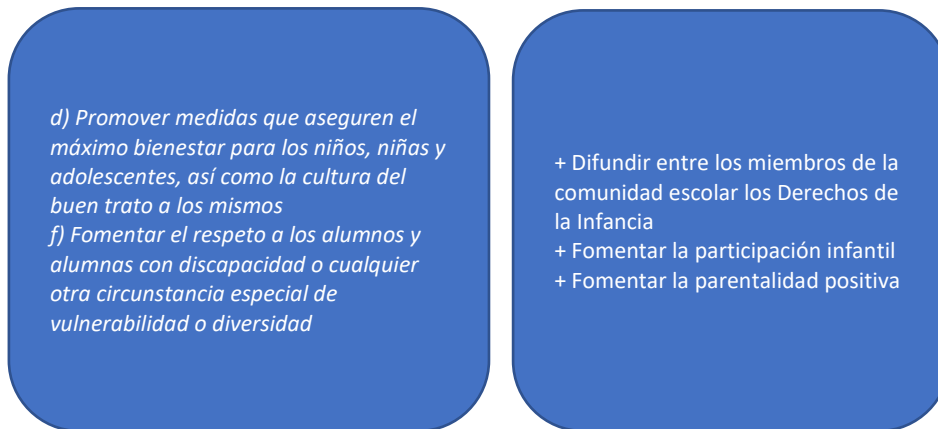 d) Promover medidas que aseguren el
máximo bienestar para los niños, niñas y
adolescentes, así como la cultura del
buen trato a los mismos
f) Fomentar el respeto a los alumnos y
alumnas con discapacidad o cualquier
otra circunstancia especial de
vulnerabilidad o diversidad
+ Difundir entre los miembros de la
comunidad escolar los Derechos de
la Infancia
+ Fomentar la participación infantil
+ Fomentar la parentalidad positiva